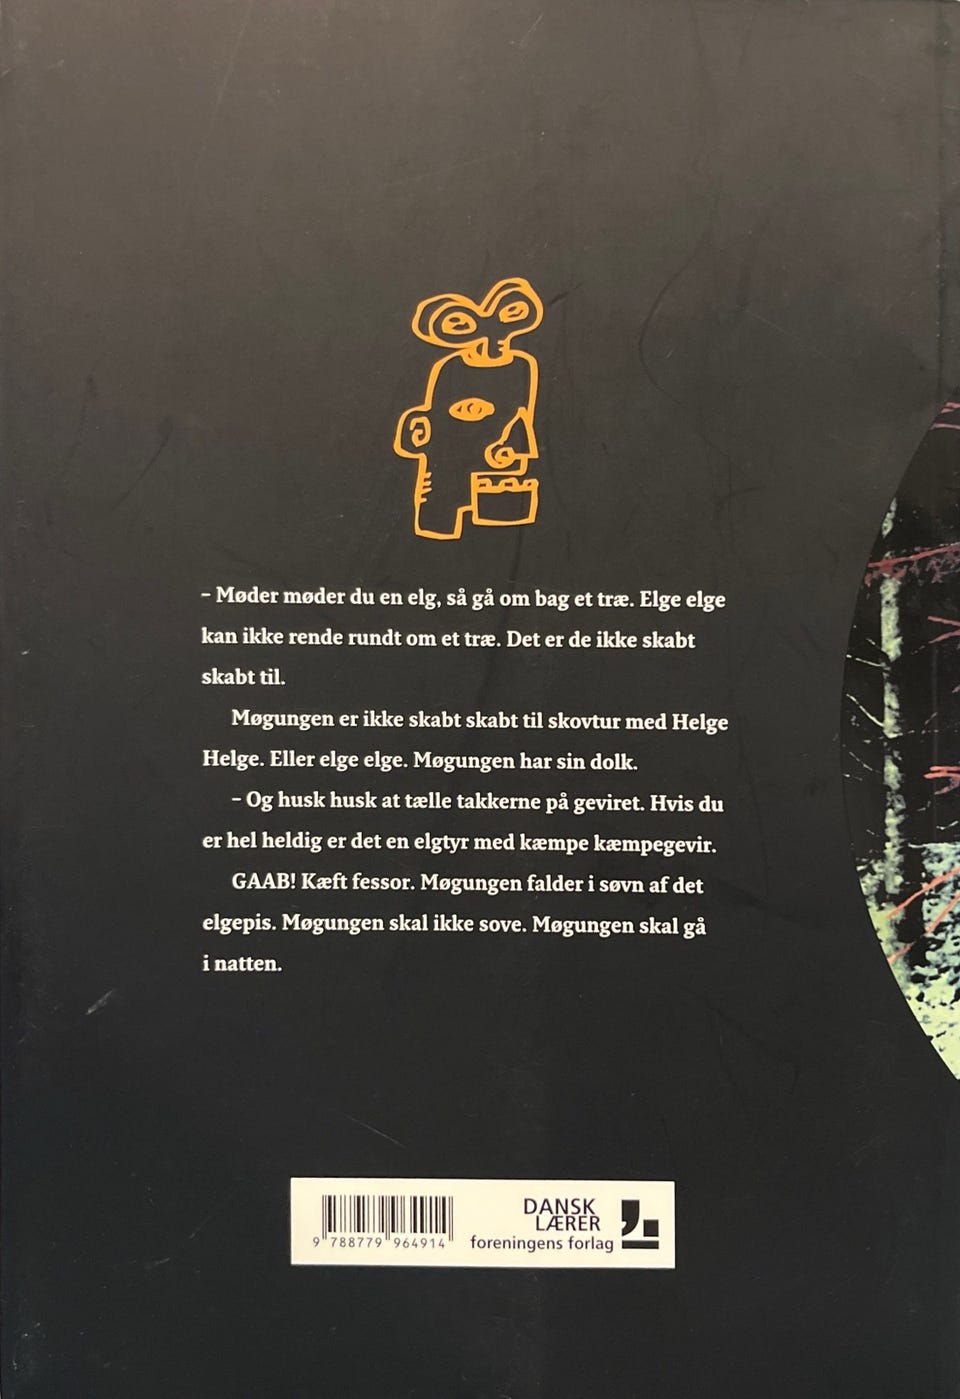 – Møder møder du en elg, så gå om bag et træ. Elge elge
kan ikke rende rundt om et træ. Det er de ikke skabt
skabt til.
Møgungen er ikke skabt skabt til skovtur med Helge
Helge. Eller elge elge. Møgungen har sin dolk.
– Og husk husk at tælle takkerne på geviret. Hvis du
er hel heldig er det en elgtyr med kæmpe kæmpegevir.
GAAB! Kæft fessor. Møgungen falder i søvn af det
elgepis. Møgungen skal ikke sove. Møgungen skal gå
i natten.
9 788779 964914
DANSK
LÆRER
foreningens forlag